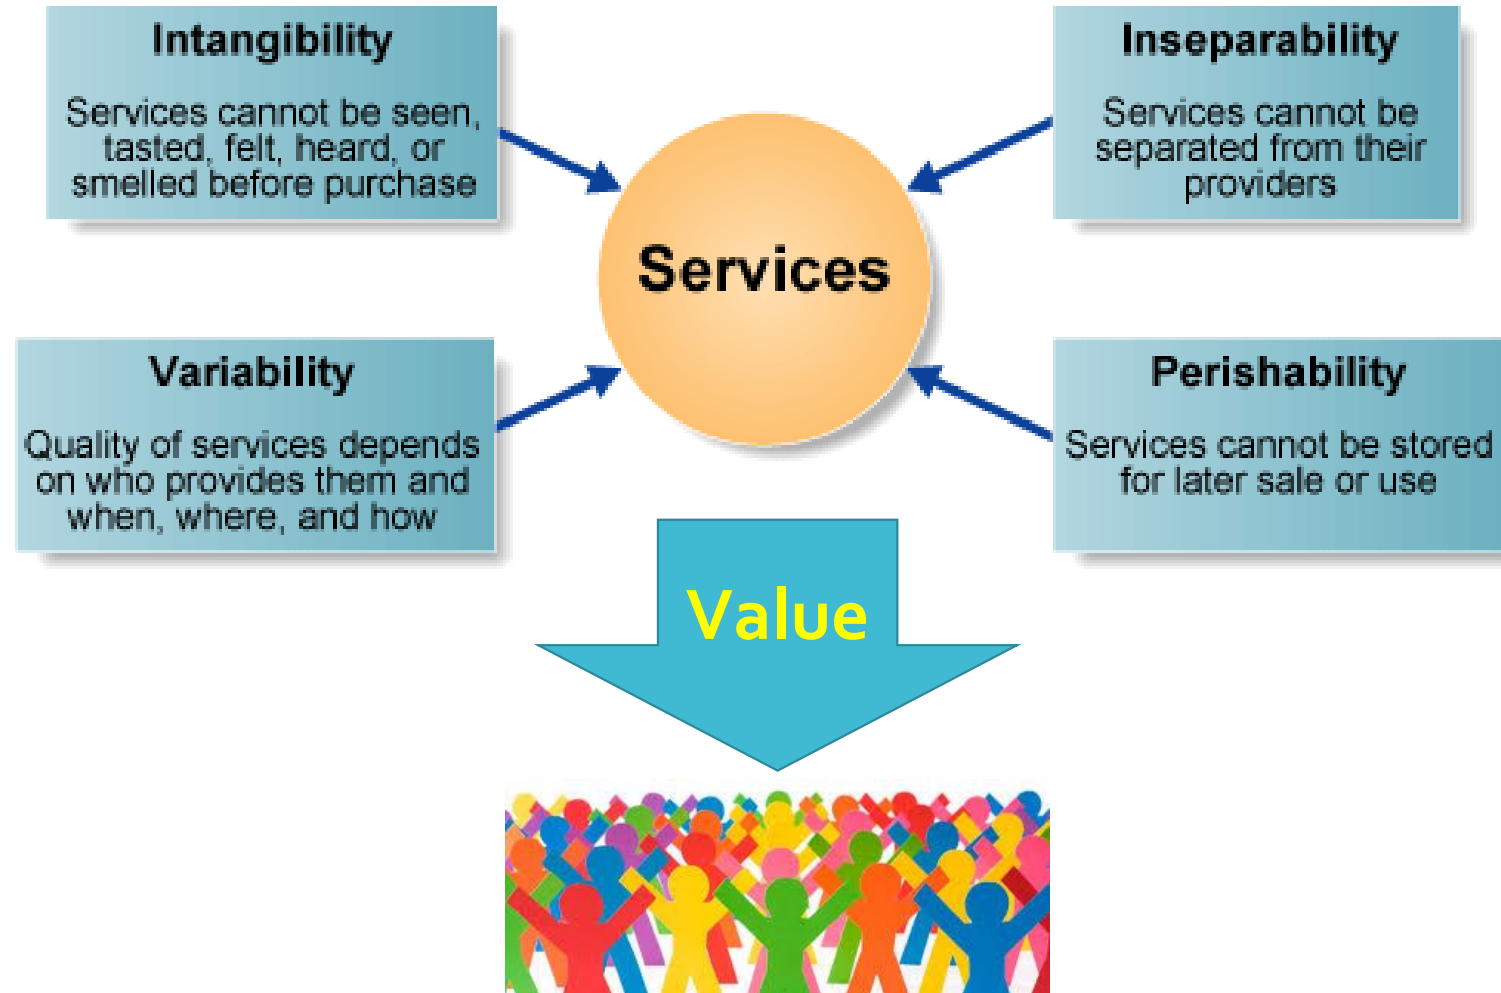 Intangibility
Services cannot be seen,
tasted, felt, heard, or
smelled before purchase
Inseparability
Services cannot be
separated from their
providers
Services
Variability
Quality of services depends
on who provides them and
when, where, and how
Perishability
Services cannot be stored
for later sale or use
Value